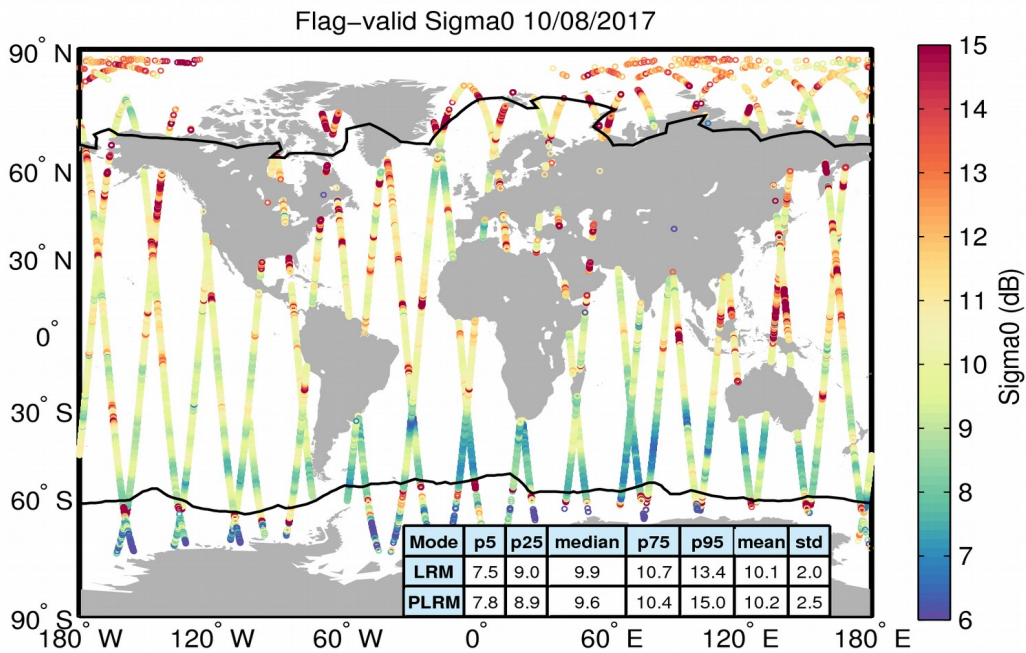 Flag−valid Sigma0 10/08/2017
90° N
60° N
30° N
0°
30° S
60° S
90° S
180° W
120° W
60° W
0°
60° E
120° E
180° E
Mode p5 p25 median p75 p95 mean std
LRM 7.5 9.0 9.9 10.7 13.4 10.1 2.0
PLRM 7.8 8.9 9.6 10.4 15.0 10.2 2.5
15
14
13
12
11
10
9
8
7
6
Sigma0 (dB)